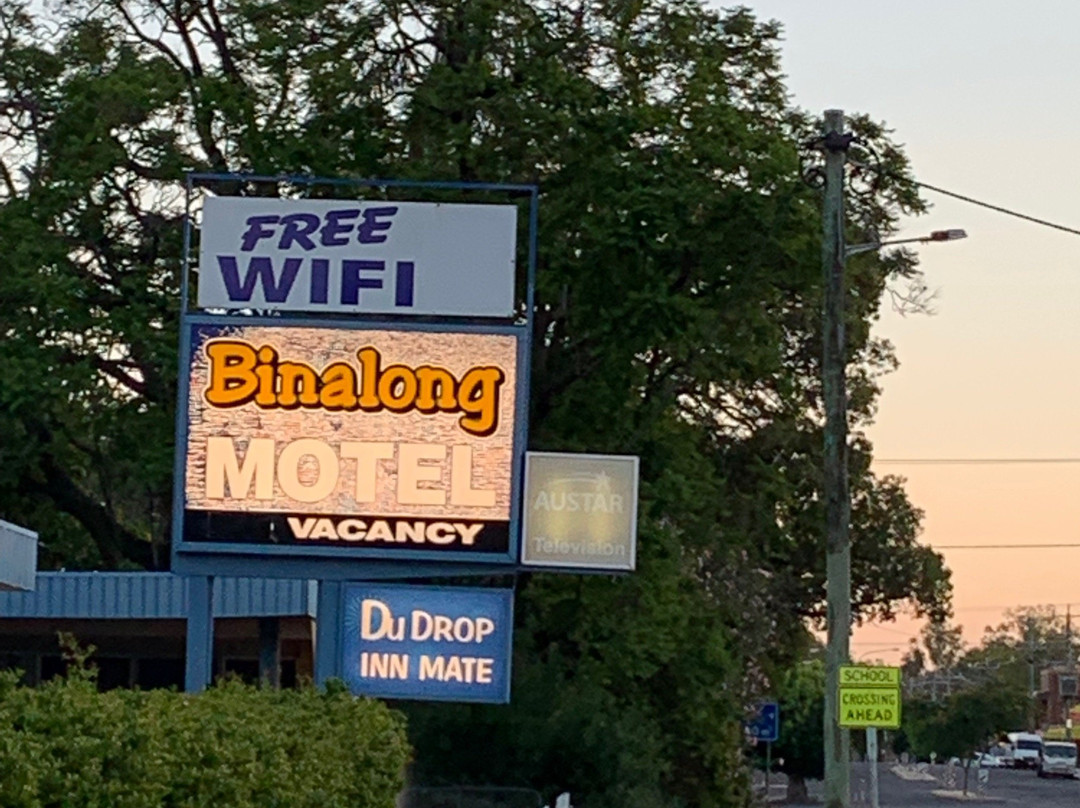 FREE
WIFI
Binalong
MOTEL
VACANCY
AUSTAR
Television
Du DROP
INN MATE
SCHOOL
CROSSING
AHEAD